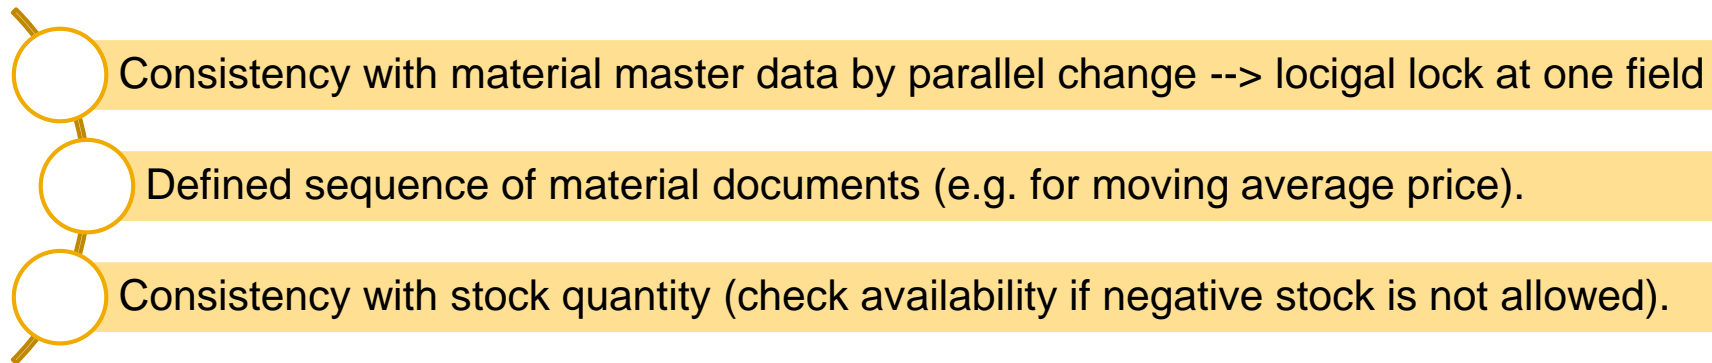 Consistency with material master data by parallel change --> locigal lock at one field
Defined sequence of material documents (e.g. for moving average price).
Consistency with stock quantity (check availability if negative stock is not allowed).